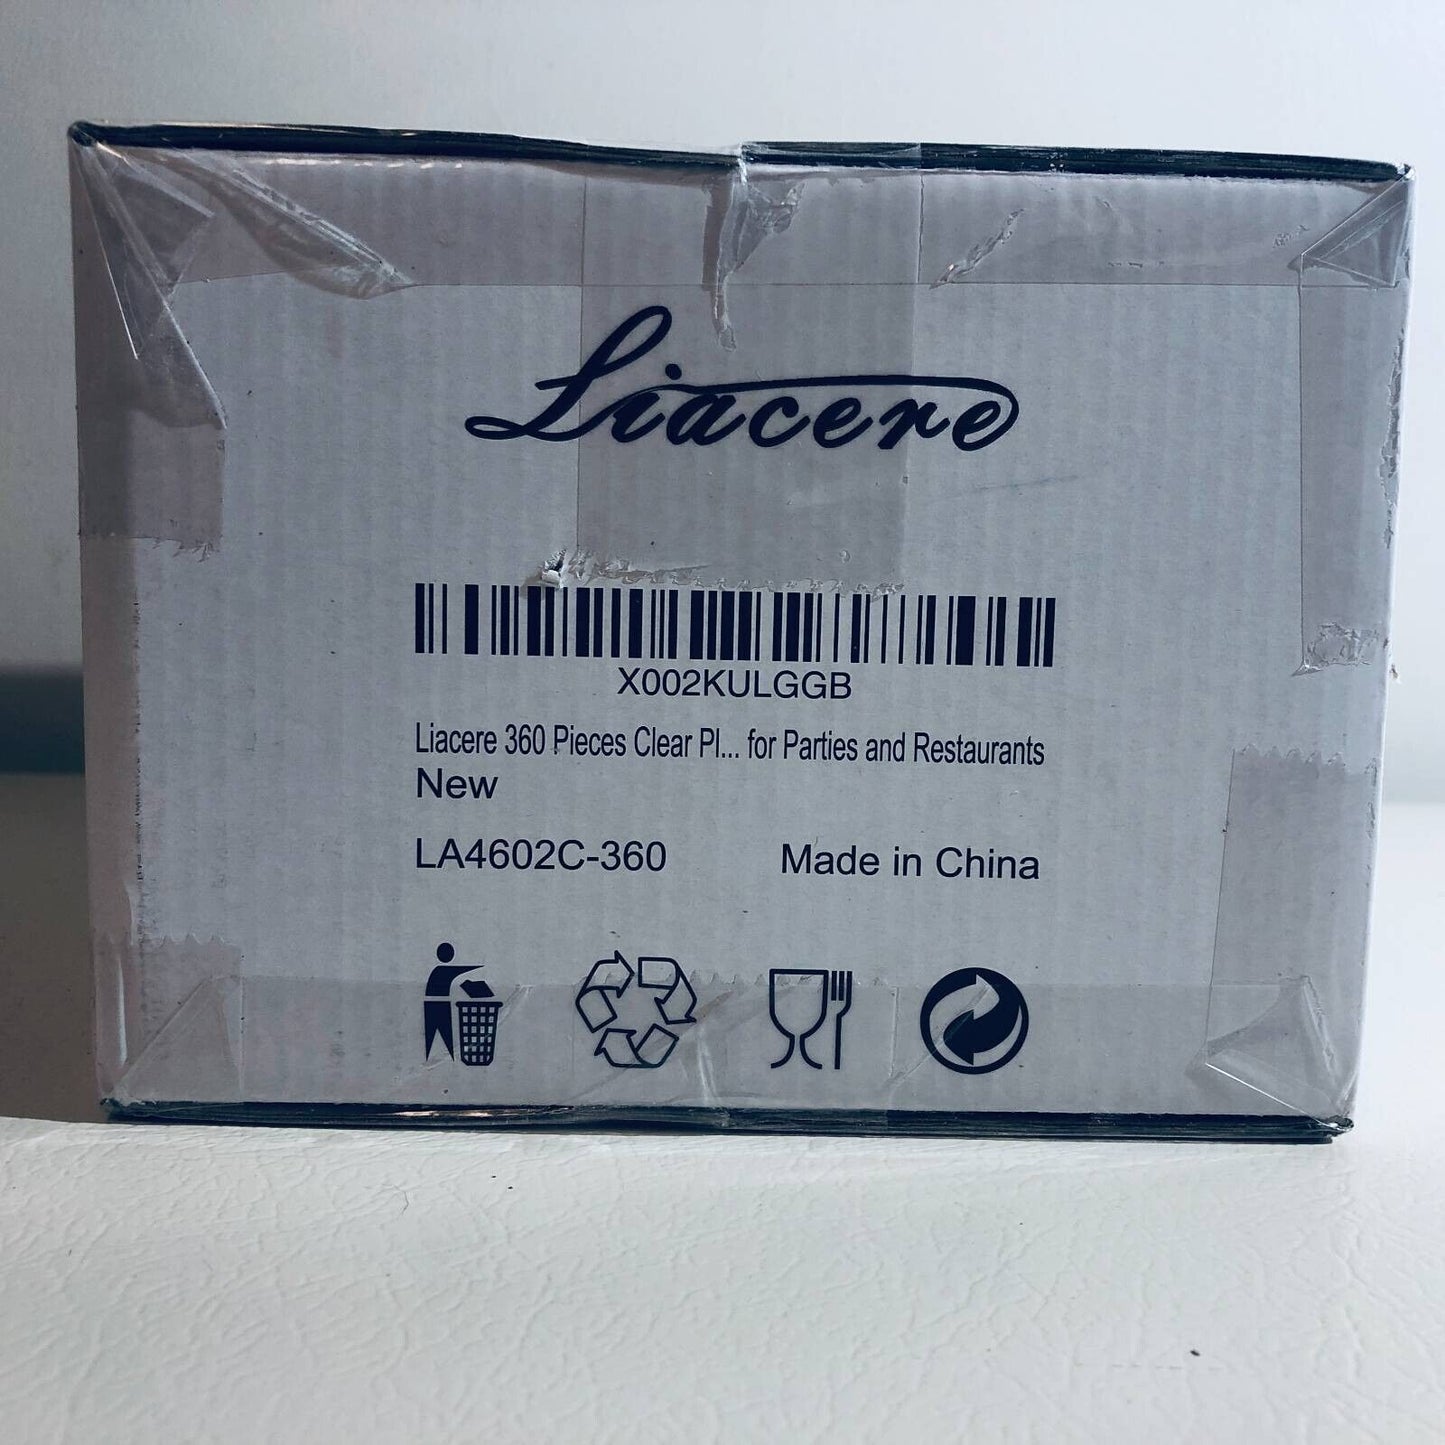 Liacere
X002KULGGB
Liacere 360 Pieces Clear Pl... for Parties and Restaurants
New
LA4602C-360 Made in China